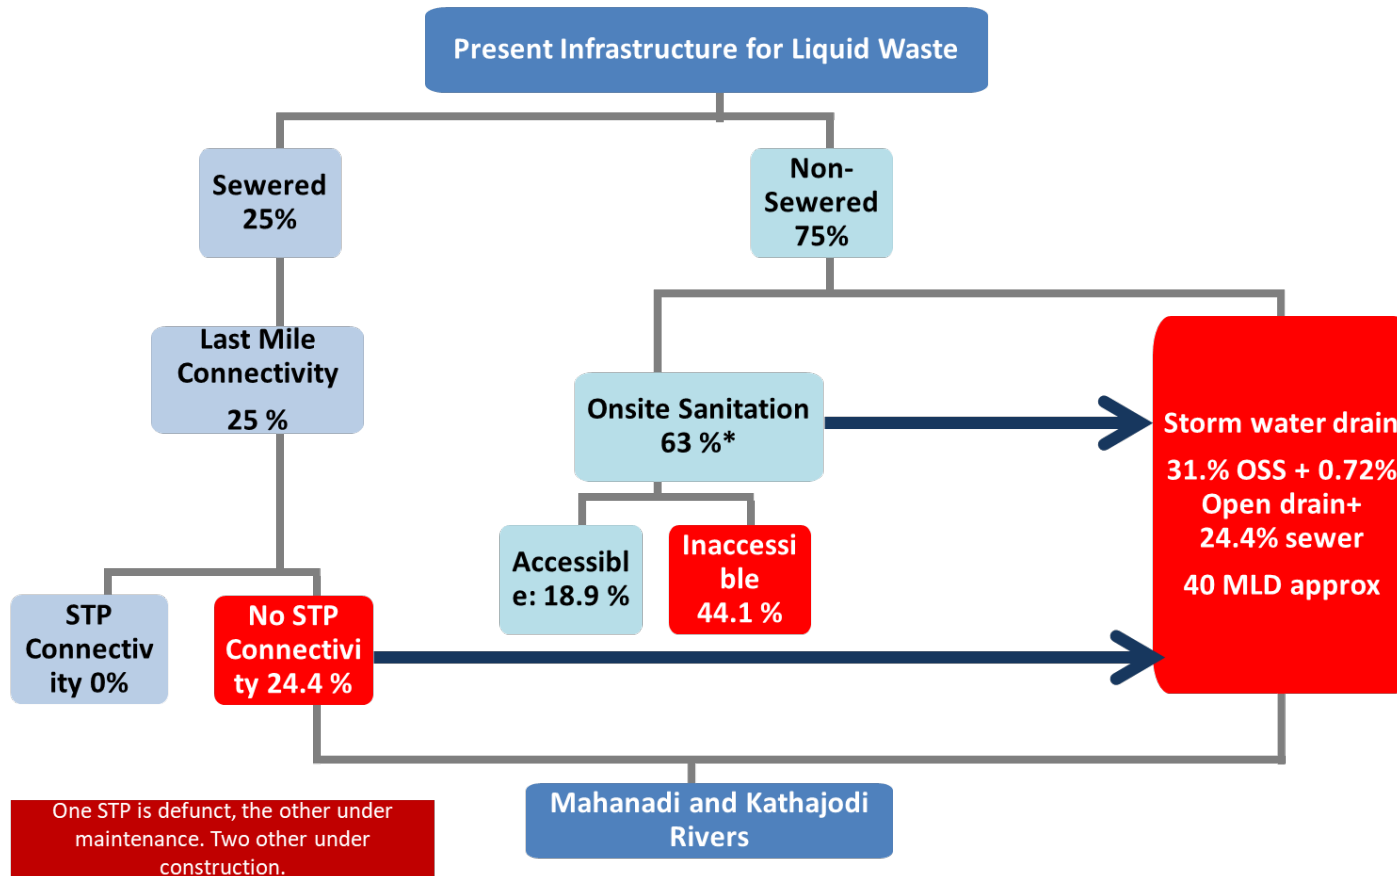 Present Infrastructure for Liquid Waste
Sewered
25%
Non-
Sewered
75%
Last Mile
Connectivity
25 %
Onsite Sanitation
63 %*
Storm water drain
31.% OSS + 0.72%
Open drain+
24.4% sewer
40 MLD approx
Accessibl
e: 18.9 %
Inaccessi
ble
44.1 %
STP
Connectiv
ity 0%
No STP
Connectivi
ty 24.4 %
Mahanadi and Kathajodi
Rivers
One STP is defunct, the other under
maintenance. Two other under
construction.